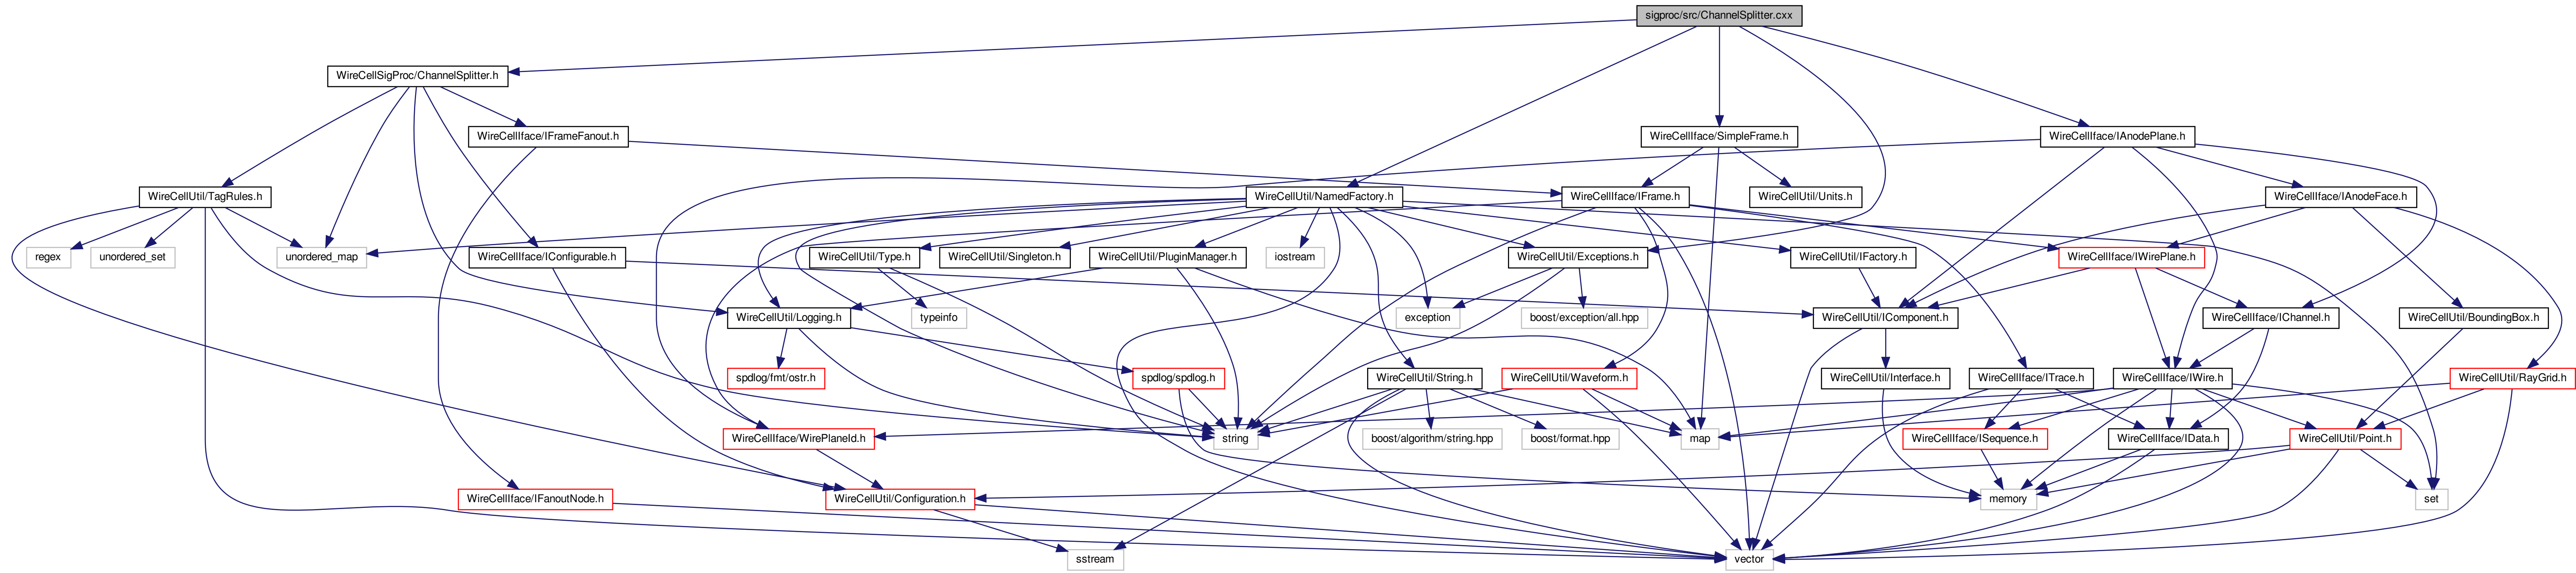 sigproc/src/ChannelSplitter.cxx
WireCellSigProc/ChannelSplitter.h
WireCellIface/IFrameFanout.h
WireCellIface/SimpleFrame.h
WireCellIface/IAnodePlane.h
WireCellUtil/TagRules.h
WireCellUtil/NamedFactory.h
WireCellIface/IFrame.h
WireCellUtil/Units.h
WireCellIface/IAnodeFace.h
regex
unordered_set
unordered_map
WireCellIface/IConfigurable.h
WireCellUtil/Type.h
WireCellUtil/Singleton.h
WireCellUtil/PluginManager.h
iostream
WireCellUtil/Exceptions.h
WireCellUtil/IFactory.h
WireCellIface/IWirePlane.h
WireCellUtil/Logging.h
typeinfo
exception
boost/exception/all.hpp
WireCellUtil/IComponent.h
WireCellIface/IChannel.h
WireCellUtil/BoundingBox.h
spdlog/fmt/ostr.h
spdlog/spdlog.h
WireCellUtil/String.h
WireCellUtil/Waveform.h
WireCellUtil/Interface.h
WireCellIface/ITrace.h
WireCellIface/IWire.h
WireCellUtil/RayGrid.h
WireCellIface/WirePlaneId.h
string
boost/algorithm/string.hpp
boost/format.hpp
map
WireCellIface/ISequence.h
WireCellIface/IData.h
WireCellUtil/Point.h
WireCellIface/IFanoutNode.h
WireCellUtil/Configuration.h
memory
set
sstream
vector